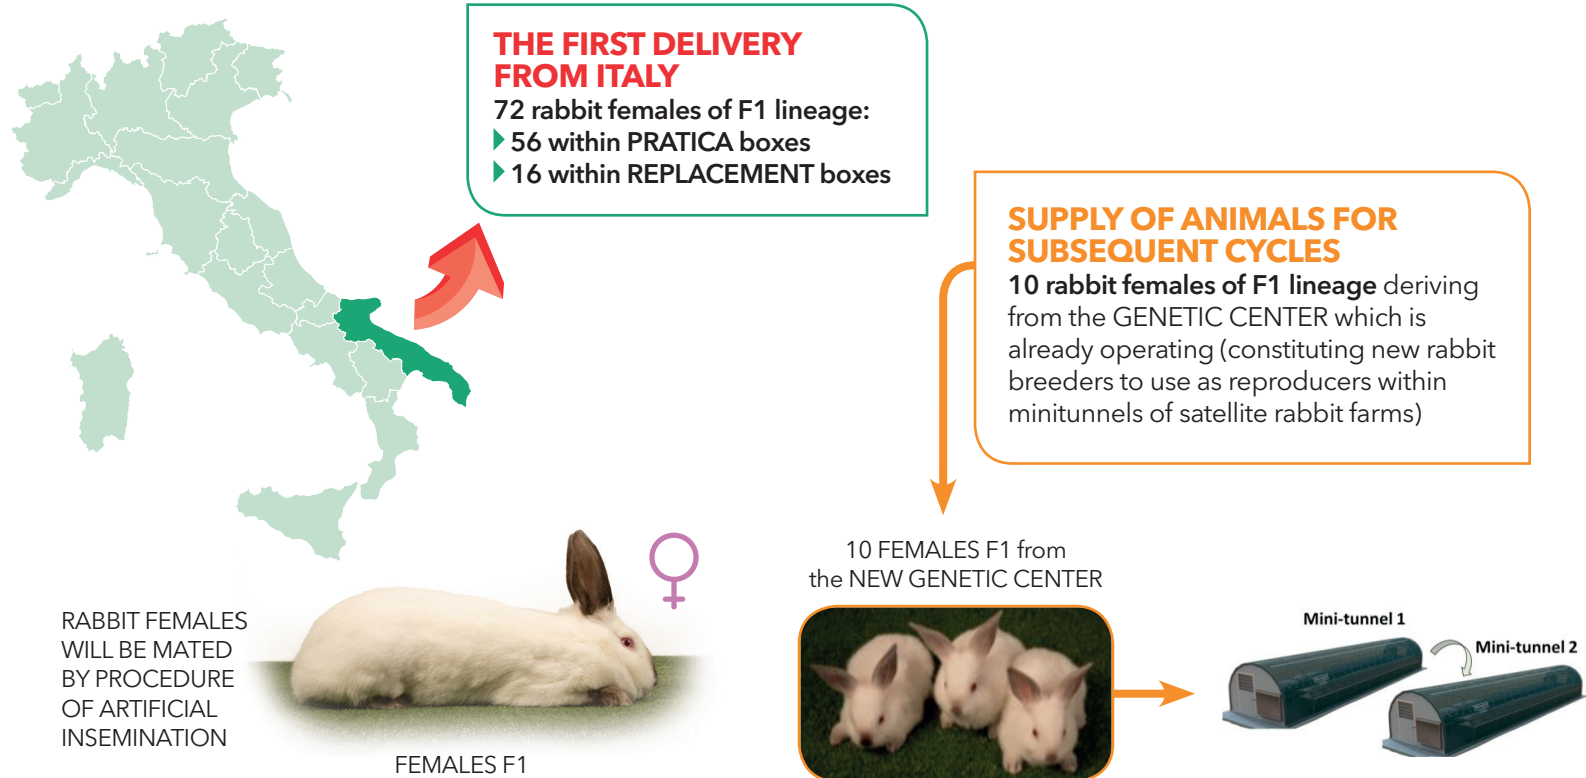 THE FIRST DELIVERY
FROM ITALY
72 rabbit females of F1 lineage:
56 within PRATICA boxes
16 within REPLACEMENT boxes
SUPPLY OF ANIMALS FOR
SUBSEQUENT CYCLES
10 rabbit females of F1 lineage deriving
from the GENETIC CENTER which is
already operating (constituting new rabbit
breeders to use as reproducers within
minitunnels of satellite rabbit farms)
RABBIT FEMALES
WILL BE MATED
BY PROCEDURE
OF ARTIFICIAL
INSEMINATION
FEMALES F1
10 FEMALES F1 from
the NEW GENETIC CENTER
Mini-tunnel 1
Mini-tunnel 2